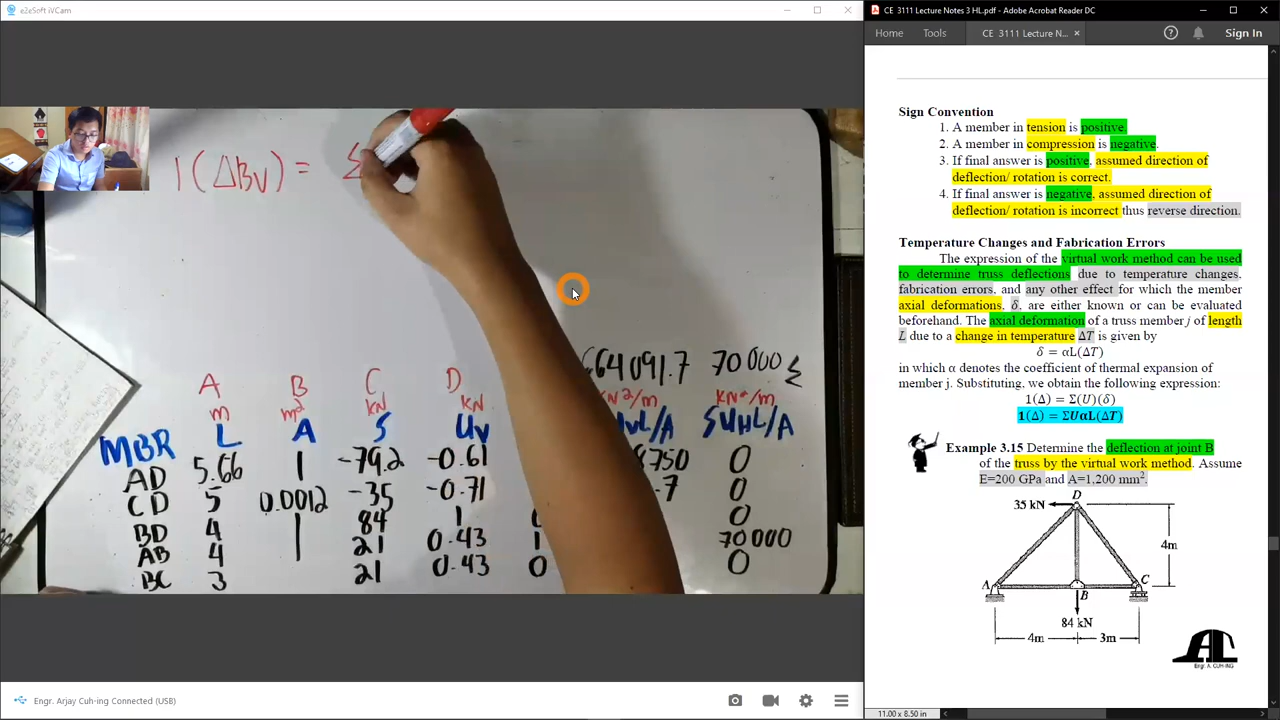 e2eSoft iVCam
1(ΔBV) = Σ
664091.7 70000 Σ
A B C D
m m² kN kN kN²/m kN²/m
MBR L A S Uv UvL/A SUHL/A
AD 5.66 1 -79.2 -0.61 8750 0
CD 5 0.0012 -35 -0.71 .7 0
BD 4 | 84 1 0
AB 4 21 0.43 1 70000
BC 3 21 0.43 0 0
Engr. Arjay Cuh-ing Connected (USB)
CE 3111 Lecture Notes 3 HL.pdf - Adobe Acrobat Reader DC
Home Tools CE 3111 Lecture N... × Sign In
Sign Convention
1. A member in tension is positive.
2. A member in compression is negative.
3. If final answer is positive, assumed direction of
deflection/ rotation is correct.
4. If final answer is negative, assumed direction of
deflection/ rotation is incorrect thus reverse direction.
Temperature Changes and Fabrication Errors
The expression of the virtual work method can be used
to determine truss deflections due to temperature changes,
fabrication errors, and any other effect for which the member
axial deformations, δ, are either known or can be evaluated
beforehand. The axial deformation of a truss member j of length
L due to a change in temperature ΔT is given by
δ = αL(ΔT)
in which α denotes the coefficient of thermal expansion of
member j. Substituting, we obtain the following expression:
1(Δ) = Σ(U)(δ)
1(Δ) = ΣUαL(ΔT)
Example 3.15 Determine the deflection at joint B
of the truss by the virtual work method. Assume
E=200 GPa and A=1,200 mm².
35 kN D
4m
A B C
84 kN
4m 3m
Engr. A. CUH-ING
11.00 x 8.50 in